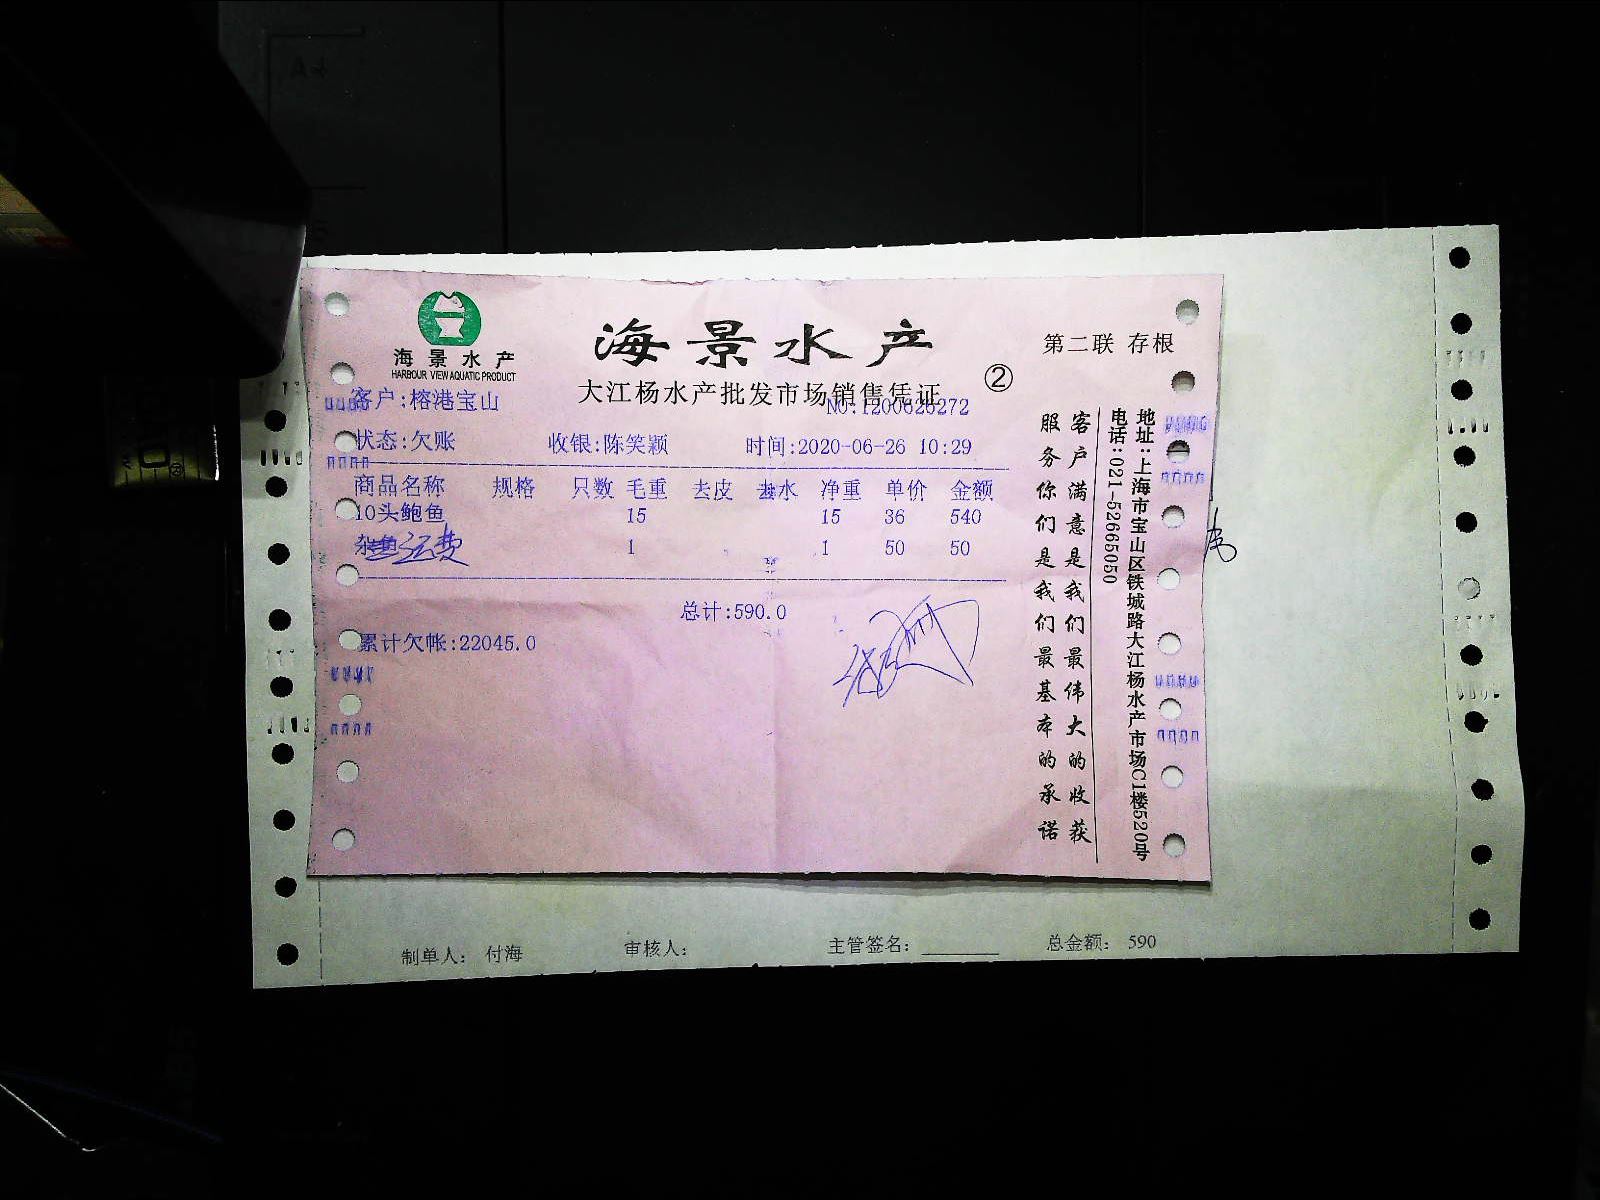 海景水产
HARBOUR VIEW AQUATIC PRODUCT
海景水产
第二联 存根
大江杨水产批发市场销售凭证
②
客户:榕港宝山
NO:1200626272
状态:欠账 收银:陈笑颖 时间:2020-06-26 10:29
商品名称 规格 只数 毛重 去皮 去水 净重 单价 金额
10头鲍鱼 15 15 36 540
杂鱼 运费 1 1 50 50
总计:590.0
累计欠帐:22045.0
客户满意是我们最伟大的收获
服务你们是我们最基本的承诺
地址:上海市宝山区铁城路大江杨水产市场C1楼520号
电话:021-52665050
制单人: 付海 审核人: 主管签名: 总金额: 590